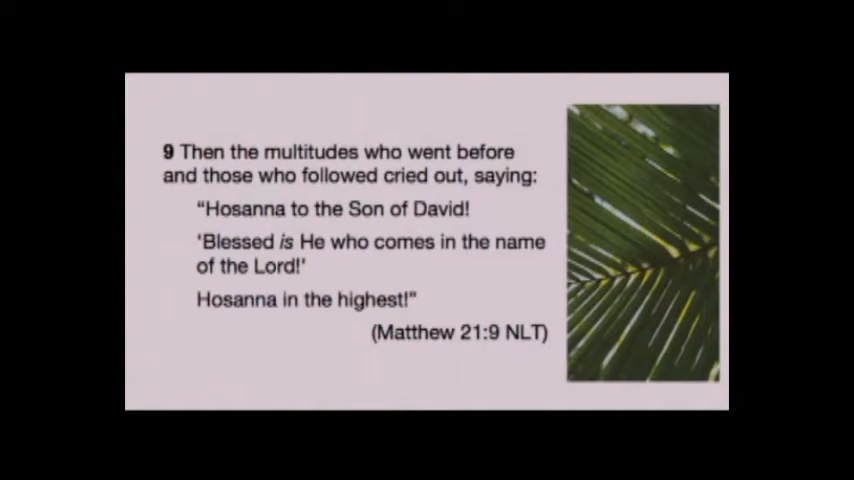 9 Then the multitudes who went before
and those who followed cried out, saying:
“Hosanna to the Son of David!
‘Blessed is He who comes in the name
of the Lord!’
Hosanna in the highest!”
(Matthew 21:9 NLT)